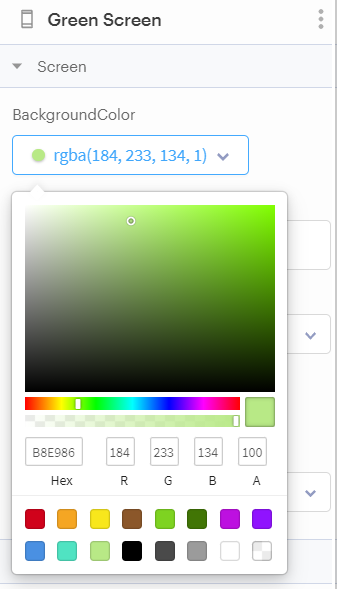 Green Screen
Screen
BackgroundColor
rgba(184, 233, 134, 1)
B8E986 184 233 134 100
Hex R G B A